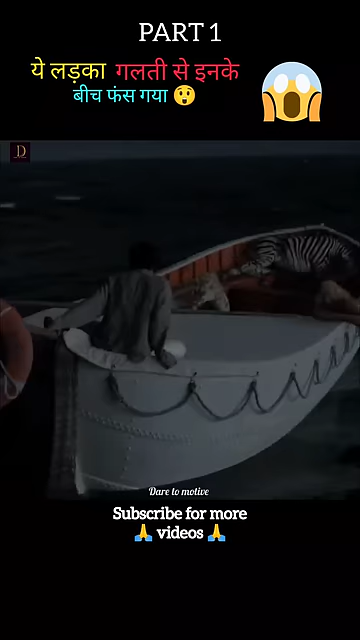 PART 1
ये लड़का गलती से इनके
बीच फंस गया 😲
D
Dare to motive
Subscribe for more
🙏 videos 🙏